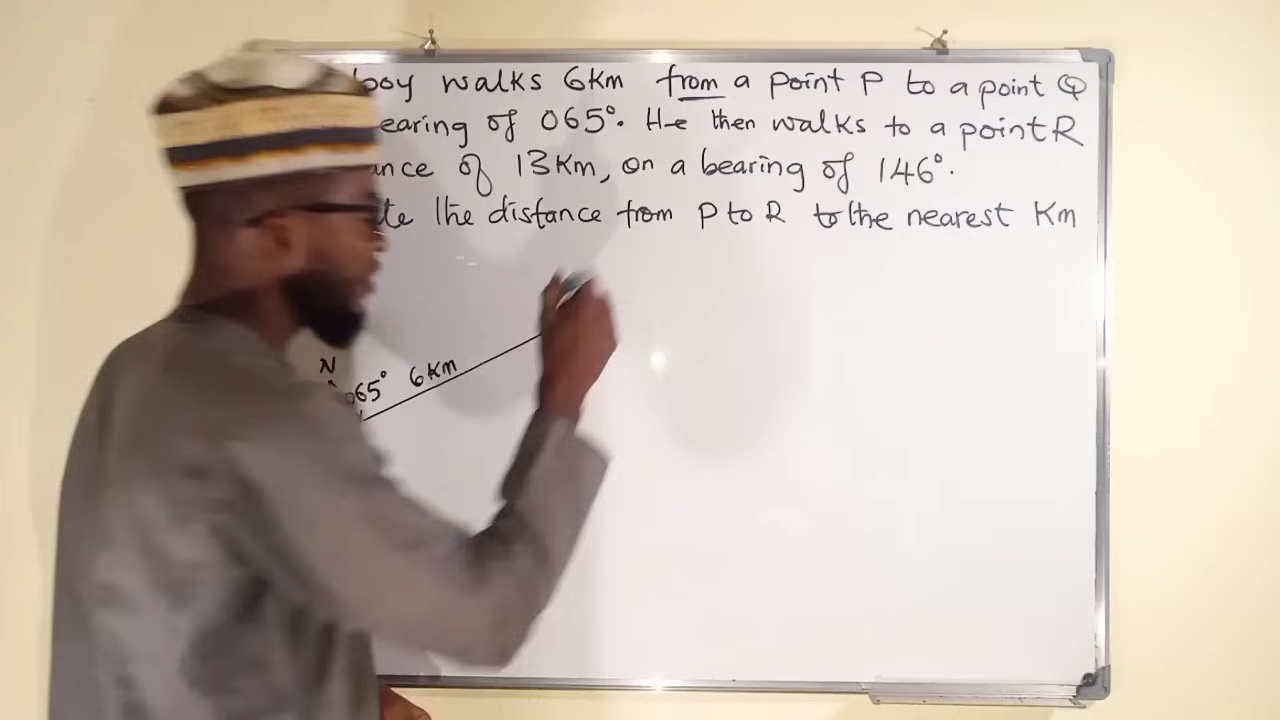 boy walks 6Km from a point P to a point Q
earing of 065°. He then walks to a point R
ance of 13Km, on a bearing of 146°.
te the distance from P to R to the nearest Km
N
065° 6Km